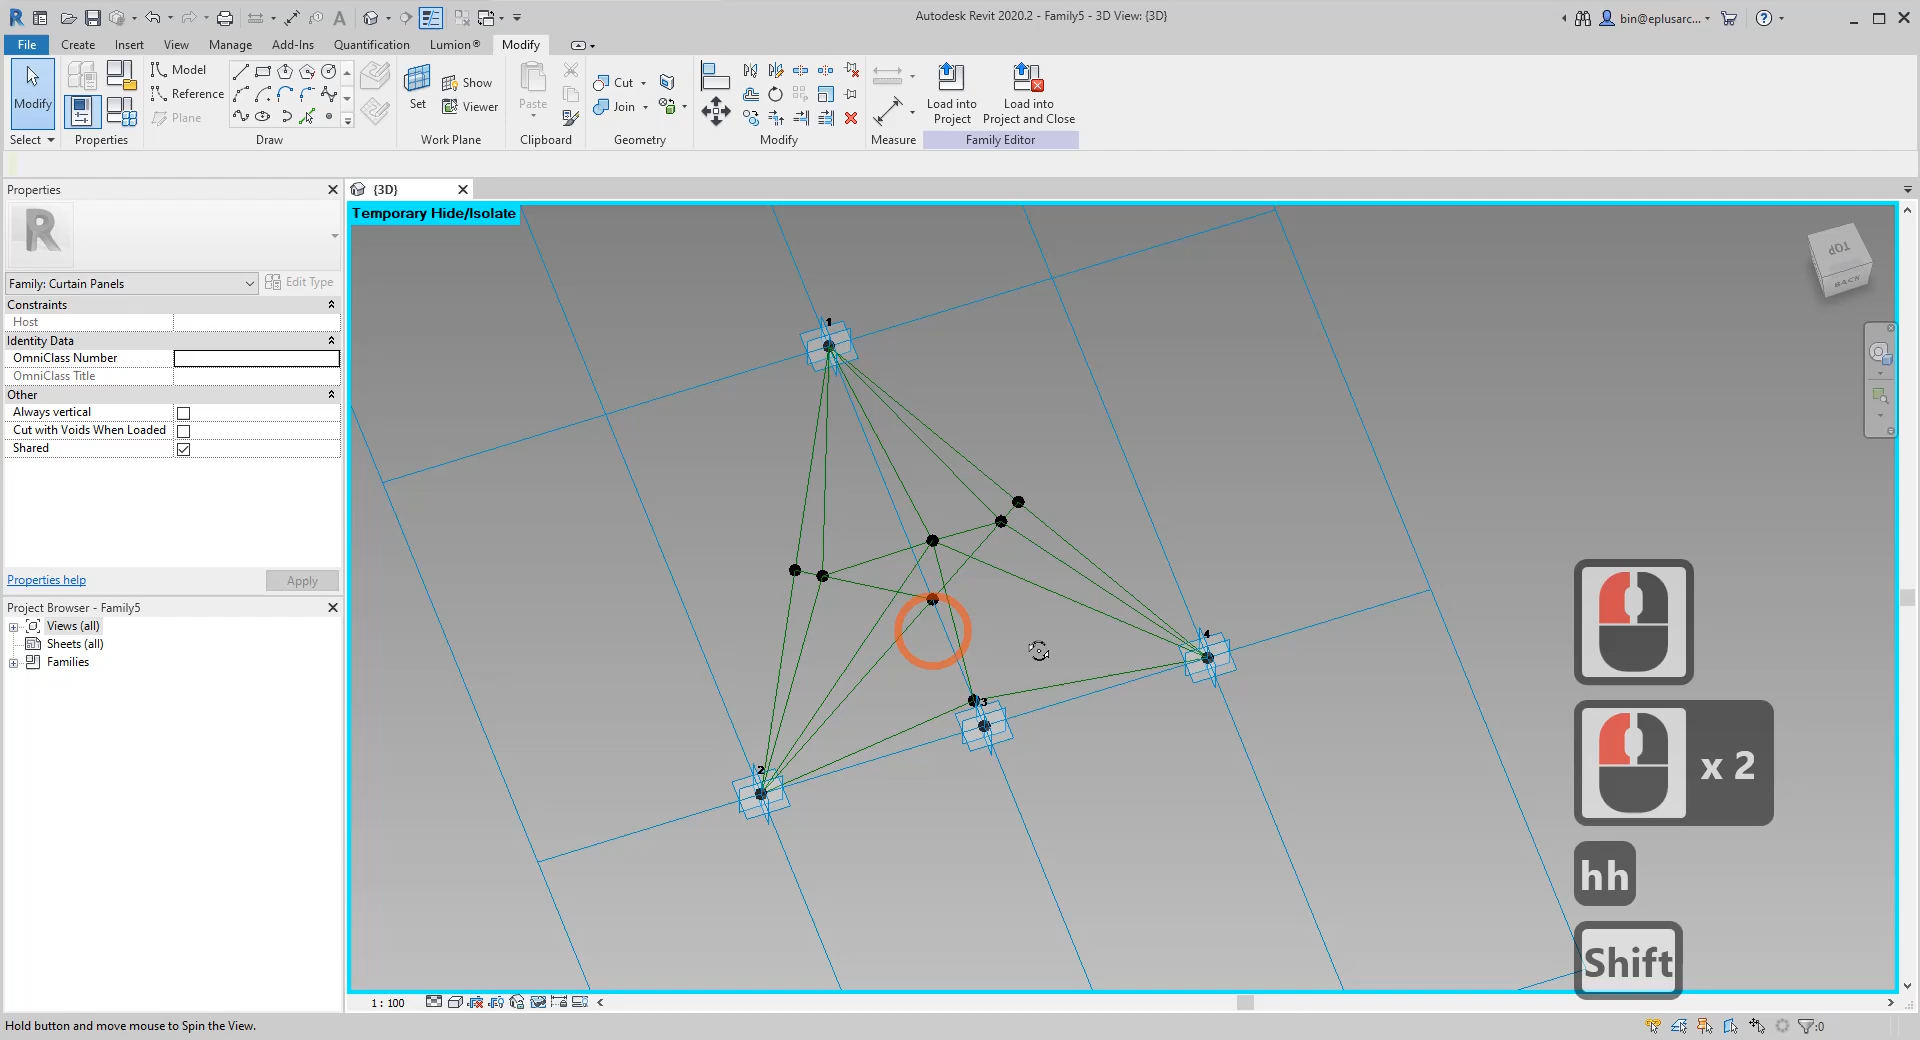 Autodesk Revit 2020.2 - Family5 - 3D View: {3D}
bin@eplusarc...
File Create Insert View Manage Add-Ins Quantification Lumion® Modify
Modify
Select
Properties
Model
Reference
Plane
Draw
Set
Show
Viewer
Work Plane
Paste
Clipboard
Cut
Join
Geometry
Modify
Measure
Load into
Project
Load into
Project and Close
Family Editor
Properties
{3D}
Temporary Hide/Isolate
R
Family: Curtain Panels
Edit Type
Constraints
Host
Identity Data
OmniClass Number
OmniClass Title
Other
Always vertical
Cut with Voids When Loaded
Shared
Properties help
Apply
Project Browser - Family5
Views (all)
Sheets (all)
Families
TOP
BACK
1
4
3
2
x 2
hh
Shift
1 : 100
Hold button and move mouse to Spin the View.
:0